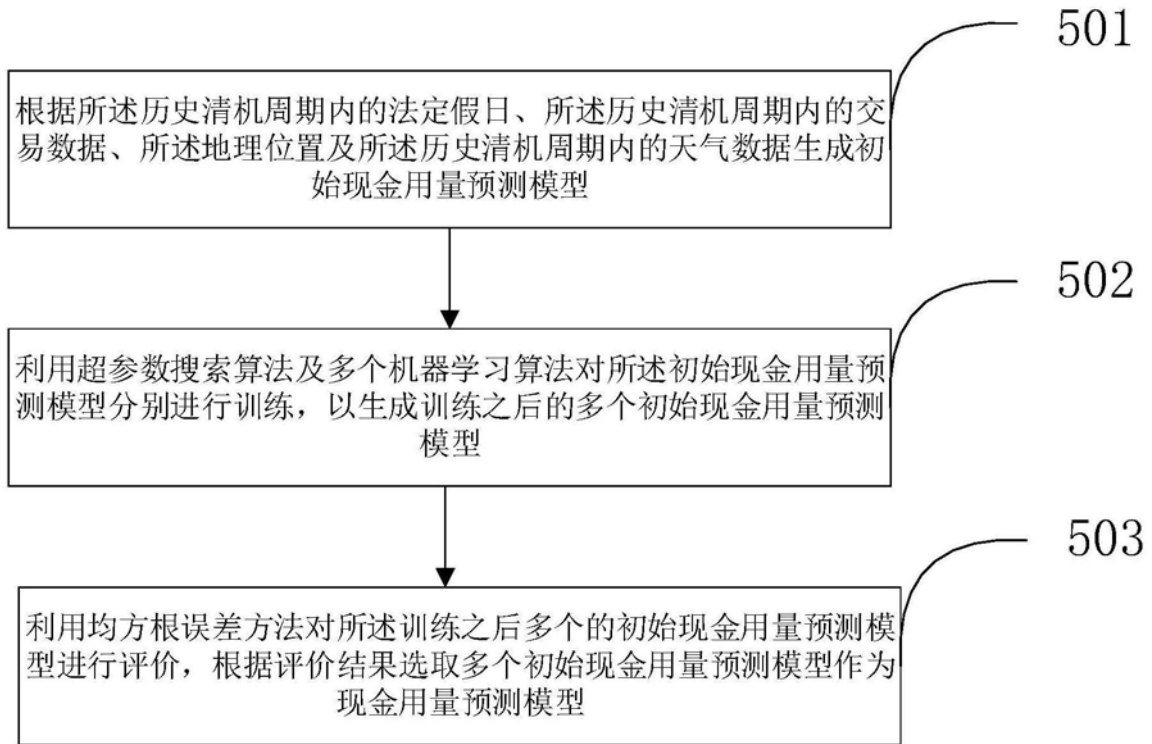 501
根据所述历史清机周期内的法定假日、所述历史清机周期内的交
易数据、所述地理位置及所述历史清机周期内的天气数据生成初
始现金用量预测模型
502
利用超参数搜索算法及多个机器学习算法对所述初始现金用量预
测模型分别进行训练，以生成训练之后的多个初始现金用量预测
模型
503
利用均方根误差方法对所述训练之后多个的初始现金用量预测模
型进行评价，根据评价结果选取多个初始现金用量预测模型作为
现金用量预测模型